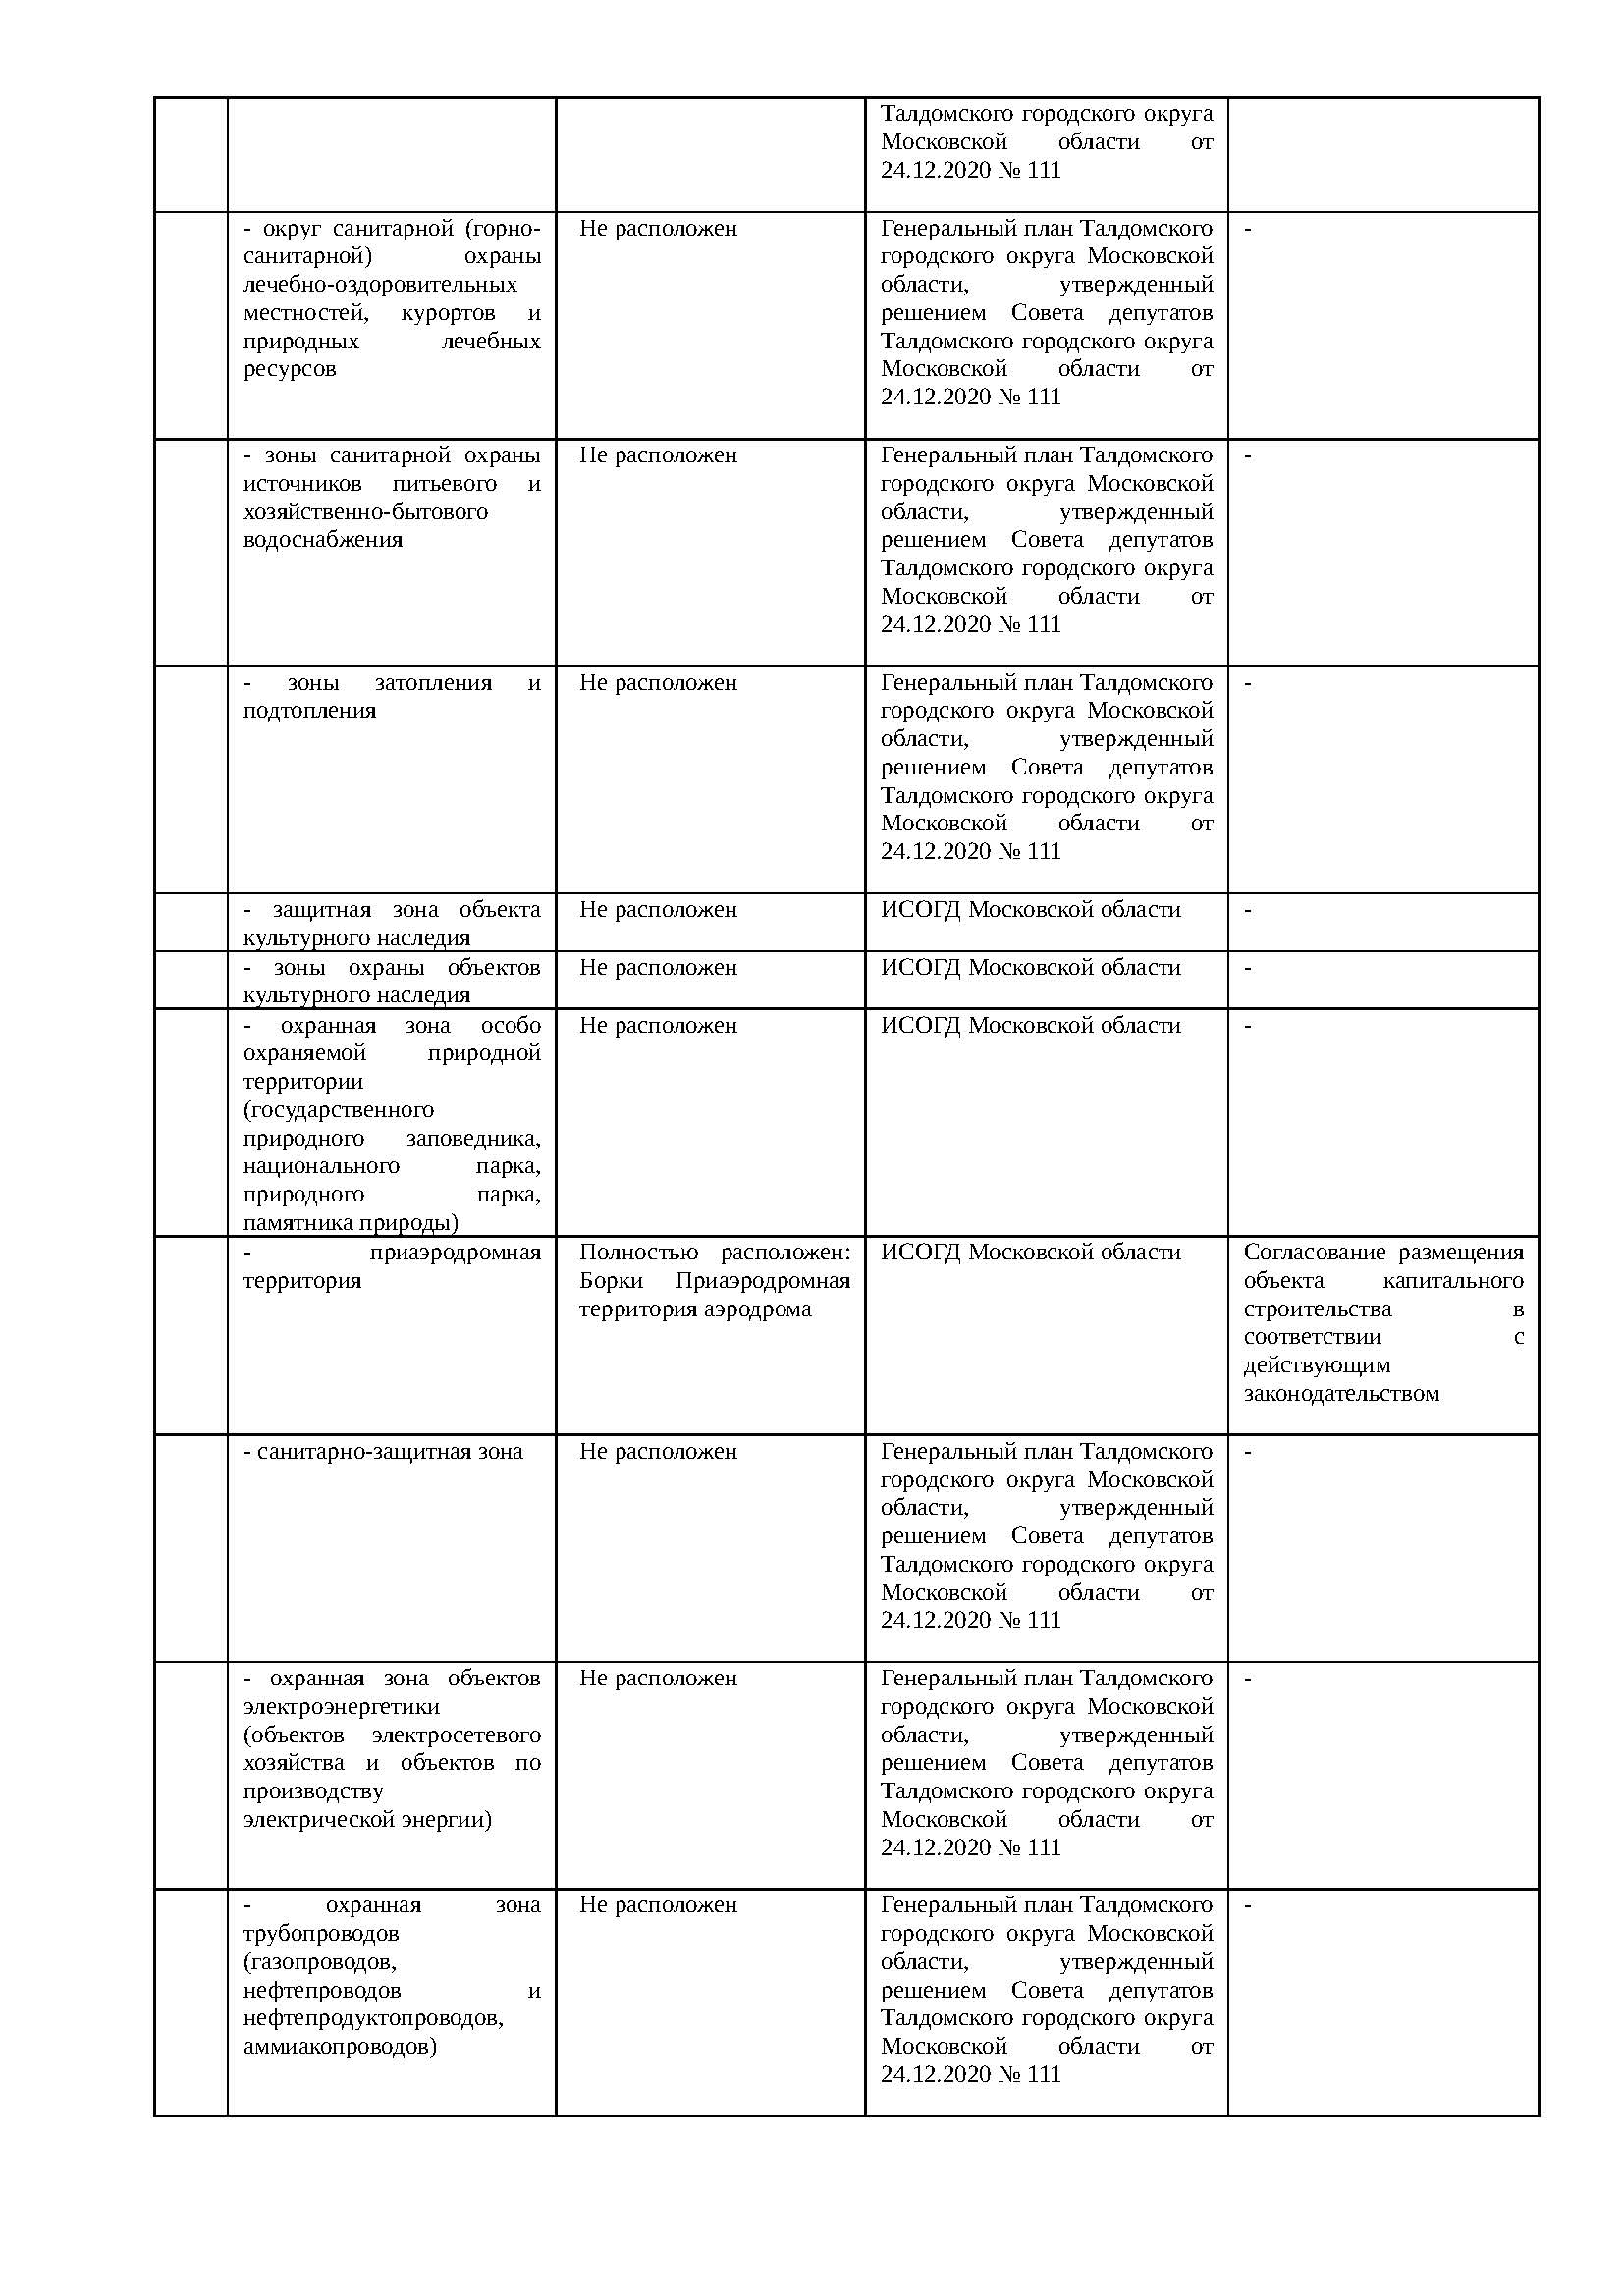 Талдомского городского округа
Московской области от
24.12.2020 № 111
- округ санитарной (горно-
санитарной) охраны
лечебно-оздоровительных
местностей, курортов и
природных лечебных
ресурсов
Не расположен
Генеральный план Талдомского
городского округа Московской
области, утвержденный
решением Совета депутатов
Талдомского городского округа
Московской области от
24.12.2020 № 111
-
- зоны санитарной охраны
источников питьевого и
хозяйственно-бытового
водоснабжения
Не расположен
Генеральный план Талдомского
городского округа Московской
области, утвержденный
решением Совета депутатов
Талдомского городского округа
Московской области от
24.12.2020 № 111
-
- зоны затопления и
подтопления
Не расположен
Генеральный план Талдомского
городского округа Московской
области, утвержденный
решением Совета депутатов
Талдомского городского округа
Московской области от
24.12.2020 № 111
-
- защитная зона объекта
культурного наследия
Не расположен
ИСОГД Московской области
-
- зоны охраны объектов
культурного наследия
Не расположен
ИСОГД Московской области
-
- охранная зона особо
охраняемой природной
территории
(государственного
природного заповедника,
национального парка,
природного парка,
памятника природы)
Не расположен
ИСОГД Московской области
-
- приаэродромная
территория
Полностью расположен:
Борки Приаэродромная
территория аэродрома
ИСОГД Московской области
Согласование размещения
объекта капитального
строительства в
соответствии с
действующим
законодательством
- санитарно-защитная зона
Не расположен
Генеральный план Талдомского
городского округа Московской
области, утвержденный
решением Совета депутатов
Талдомского городского округа
Московской области от
24.12.2020 № 111
-
- охранная зона объектов
электроэнергетики
(объектов электросетевого
хозяйства и объектов по
производству
электрической энергии)
Не расположен
Генеральный план Талдомского
городского округа Московской
области, утвержденный
решением Совета депутатов
Талдомского городского округа
Московской области от
24.12.2020 № 111
-
- охранная зона
трубопроводов
(газопроводов,
нефтепроводов и
нефтепродуктопроводов,
аммиакопроводов)
Не расположен
Генеральный план Талдомского
городского округа Московской
области, утвержденный
решением Совета депутатов
Талдомского городского округа
Московской области от
24.12.2020 № 111
-